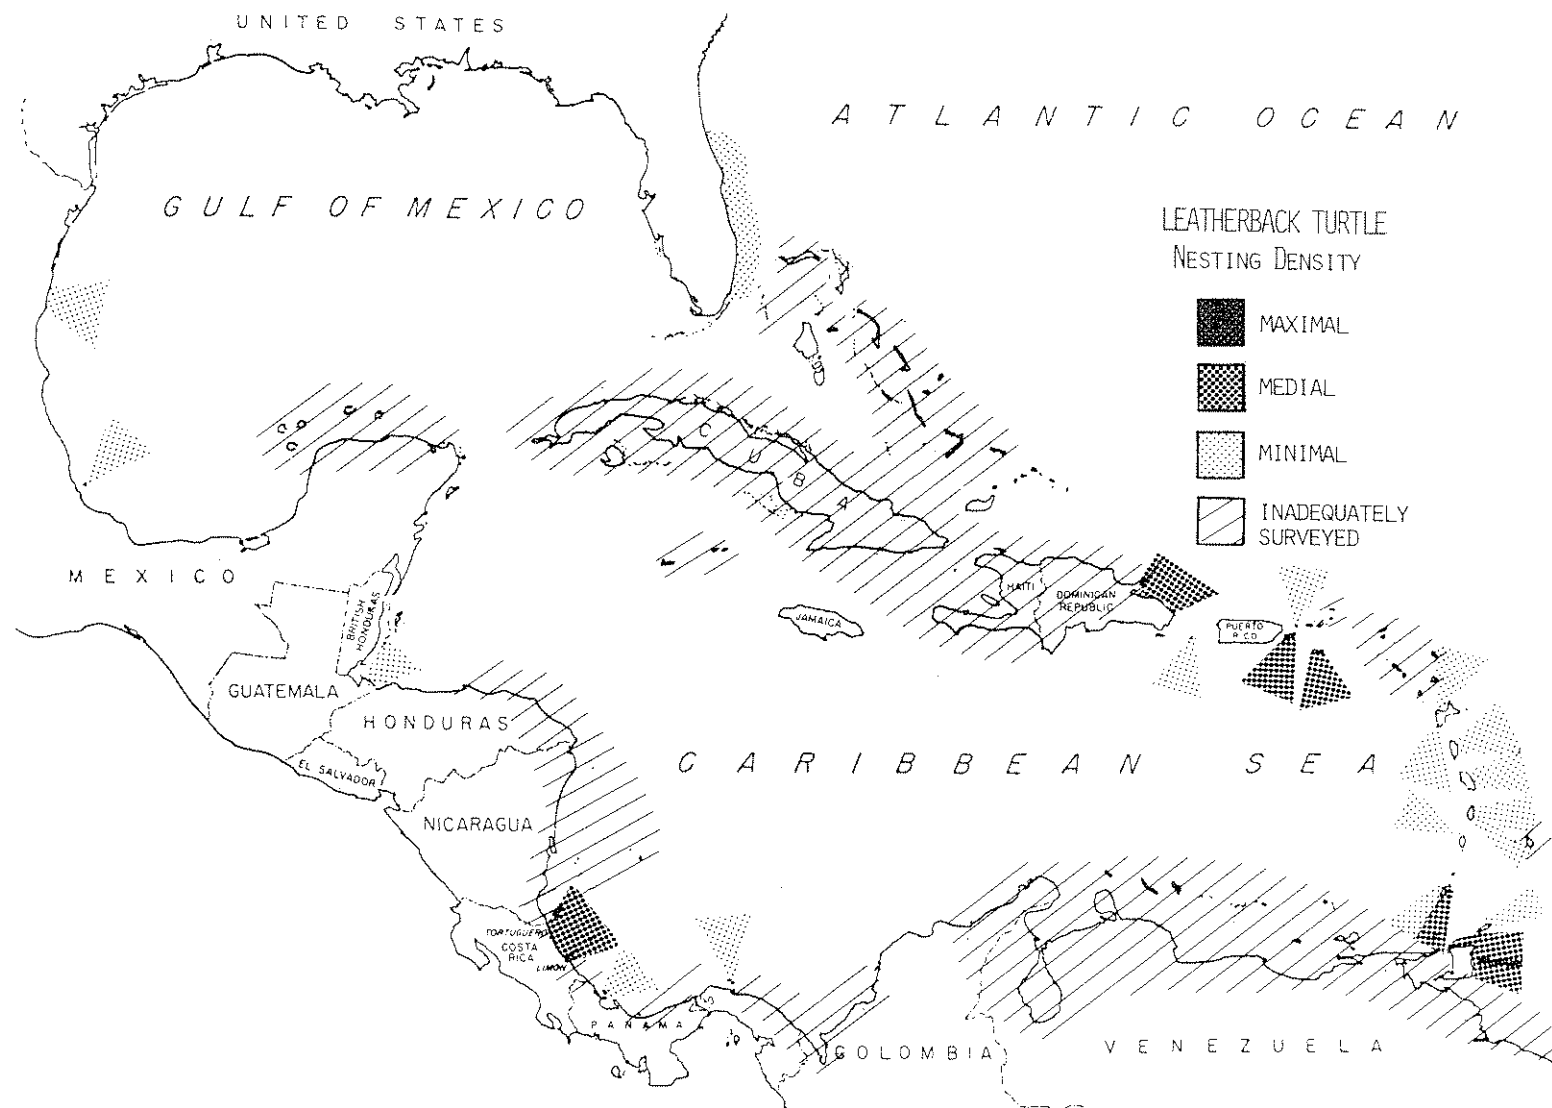 UNITED STATES
ATLANTIC OCEAN
GULF OF MEXICO
LEATHERBACK TURTLE
NESTING DENSITY
MAXIMAL
MEDIAL
MINIMAL
INADEQUATELY
SURVEYED
CUBA
MEXICO
HAITI
DOMINICAN
REPUBLIC
JAMAICA
PUERTO
RICO
BRITISH
HONDURAS
GUATEMALA
HONDURAS
EL SALVADOR
CARIBBEAN SEA
NICARAGUA
TORTUGUERO
COSTA
RICA
LIMON
PANAMA
COLOMBIA
VENEZUELA